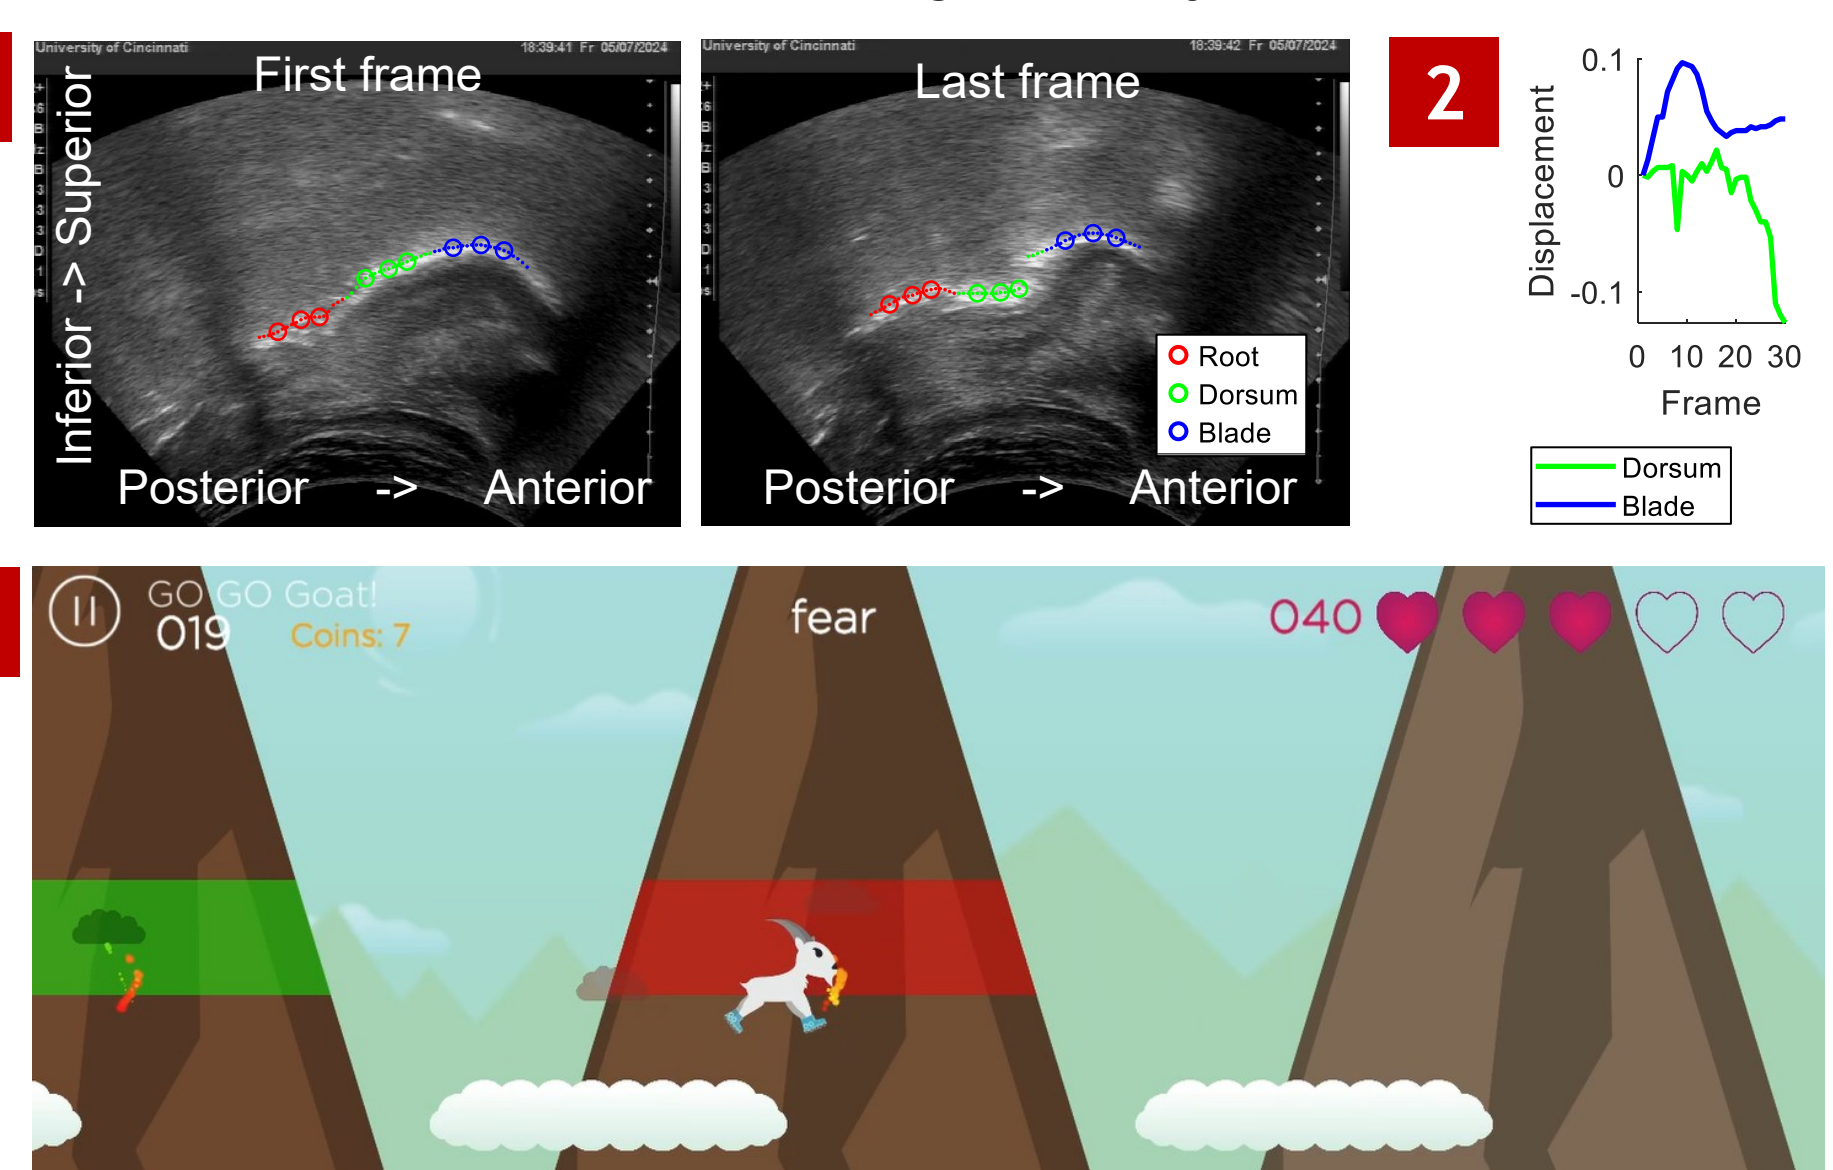 University of Cincinnati
18:39:41 Fr 05/07/2024
First frame
Inferior -> Superior
Posterior -> Anterior
University of Cincinnati
18:39:42 Fr 05/07/2024
Last frame
Root
Dorsum
Blade
Posterior -> Anterior
2
Displacement
0.1
0
-0.1
0 10 20 30
Frame
Dorsum
Blade
GO GO Goat!
019
Coins: 7
fear
040